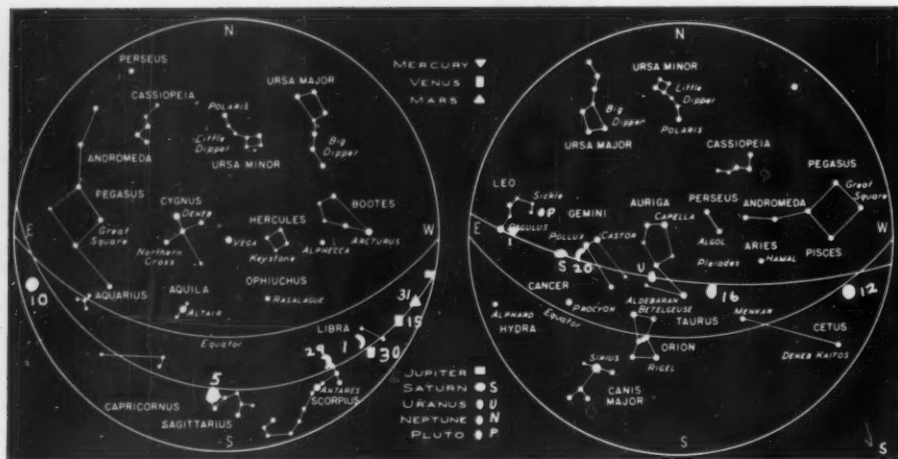 N
PERSEUS
CASSIOPEIA
POLARIS
URSA MAJOR
Little Dipper
Big Dipper
URSA MINOR
ANDROMEDA
PEGASUS
CYGNUS
DENEB
HERCULES
BOOTES
Great Square
E
W
Northern Cross
VEGA
Keystone
ALPHECCA
ARCTURUS
OPHIUCHUS
RASALAGUE
10
AQUARIUS
AQUILA
ALTAIR
31
15
LIBRA
Equator
29
1
30
5
ANTARES
SCORPIUS
CAPRICORNUS
SAGITTARIUS
S
MERCURY
VENUS
MARS
JUPITER
SATURN S
URANUS U
NEPTUNE N
PLUTO P
N
URSA MINOR
Little Dipper
Big Dipper
POLARIS
URSA MAJOR
CASSIOPEIA
PEGASUS
LEO
Sickle
P
GEMINI
AURIGA
PERSEUS
ANDROMEDA
Great Square
E
REGULUS
Pollux
CASTOR
CAPELLA
ALGOL
W
1
S
20
U
ARIES
PISCES
Pleiades
HAMAL
CANCER
16
12
ALPHARD
HYDRA
Equator
PROCYON
ALDEBARAN
BETELGEUSE
TAURUS
MENKAR
CETUS
ORION
DENEB KAITOS
SIRIUS
RIGEL
CANIS MAJOR
S
S